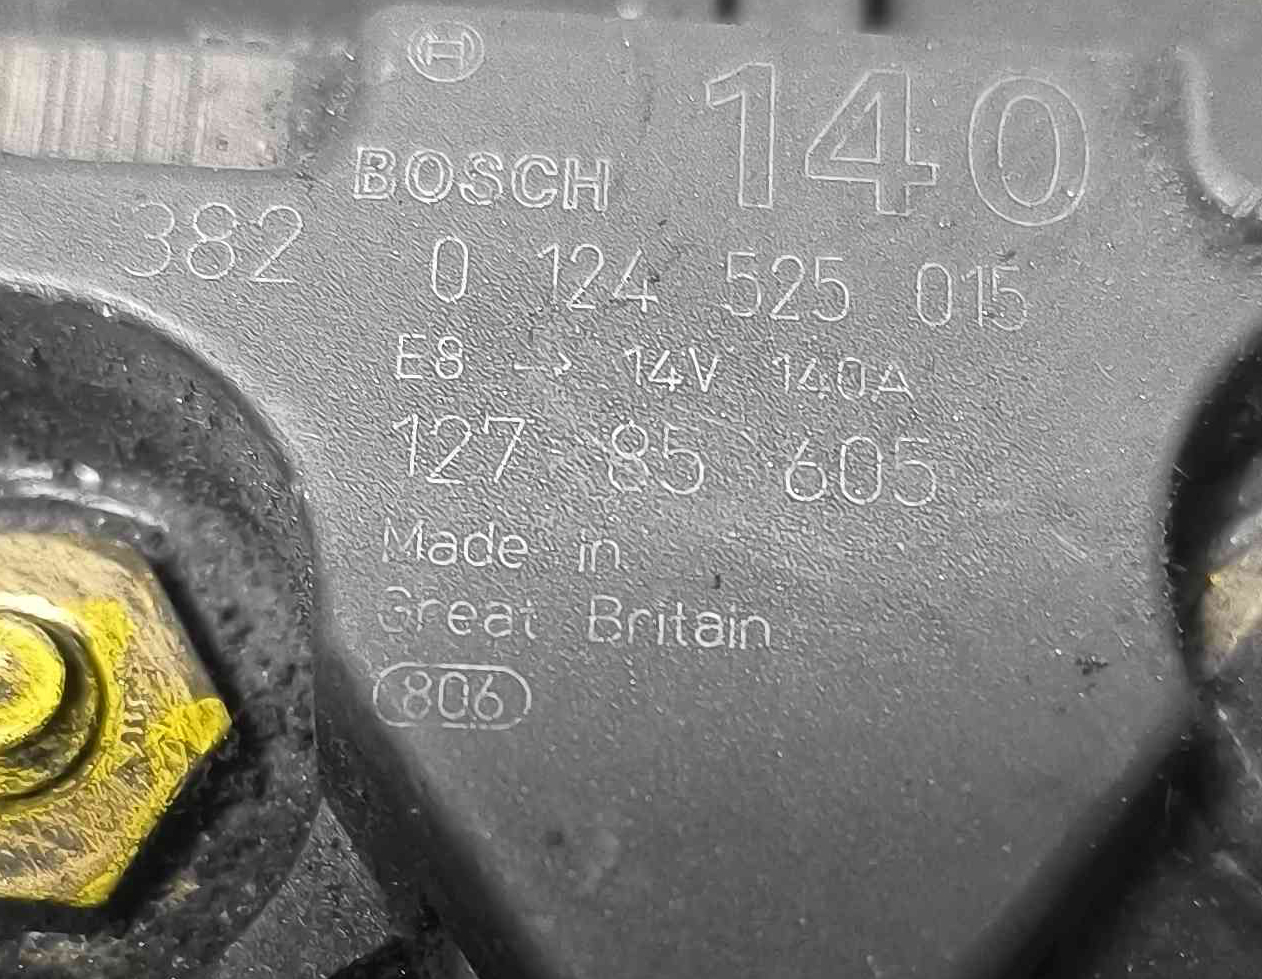 140
BOSCH
382
0 124 525 015
E8 → 14V 140A
127 85 605
Made in
Great Britain
806